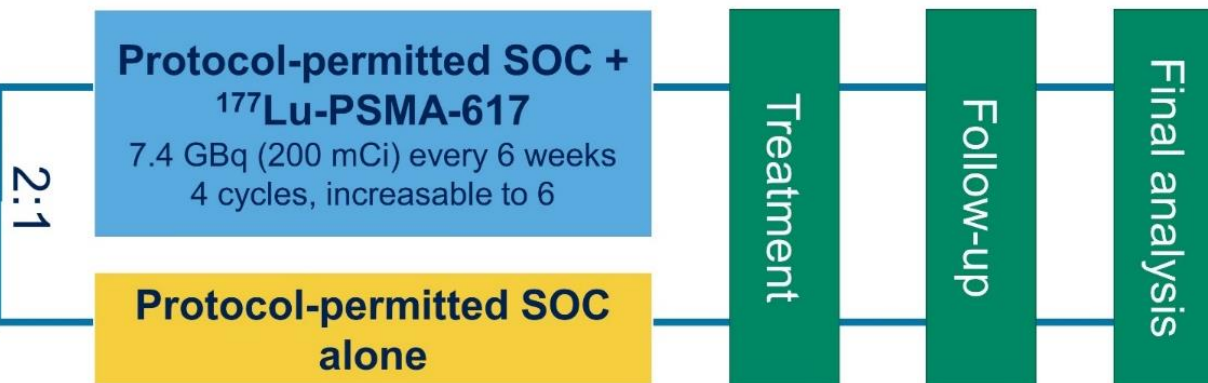 2:1
Protocol-permitted SOC +
¹⁷⁷Lu-PSMA-617
7.4 GBq (200 mCi) every 6 weeks
4 cycles, increasable to 6
Protocol-permitted SOC
alone
Treatment
Follow-up
Final analysis